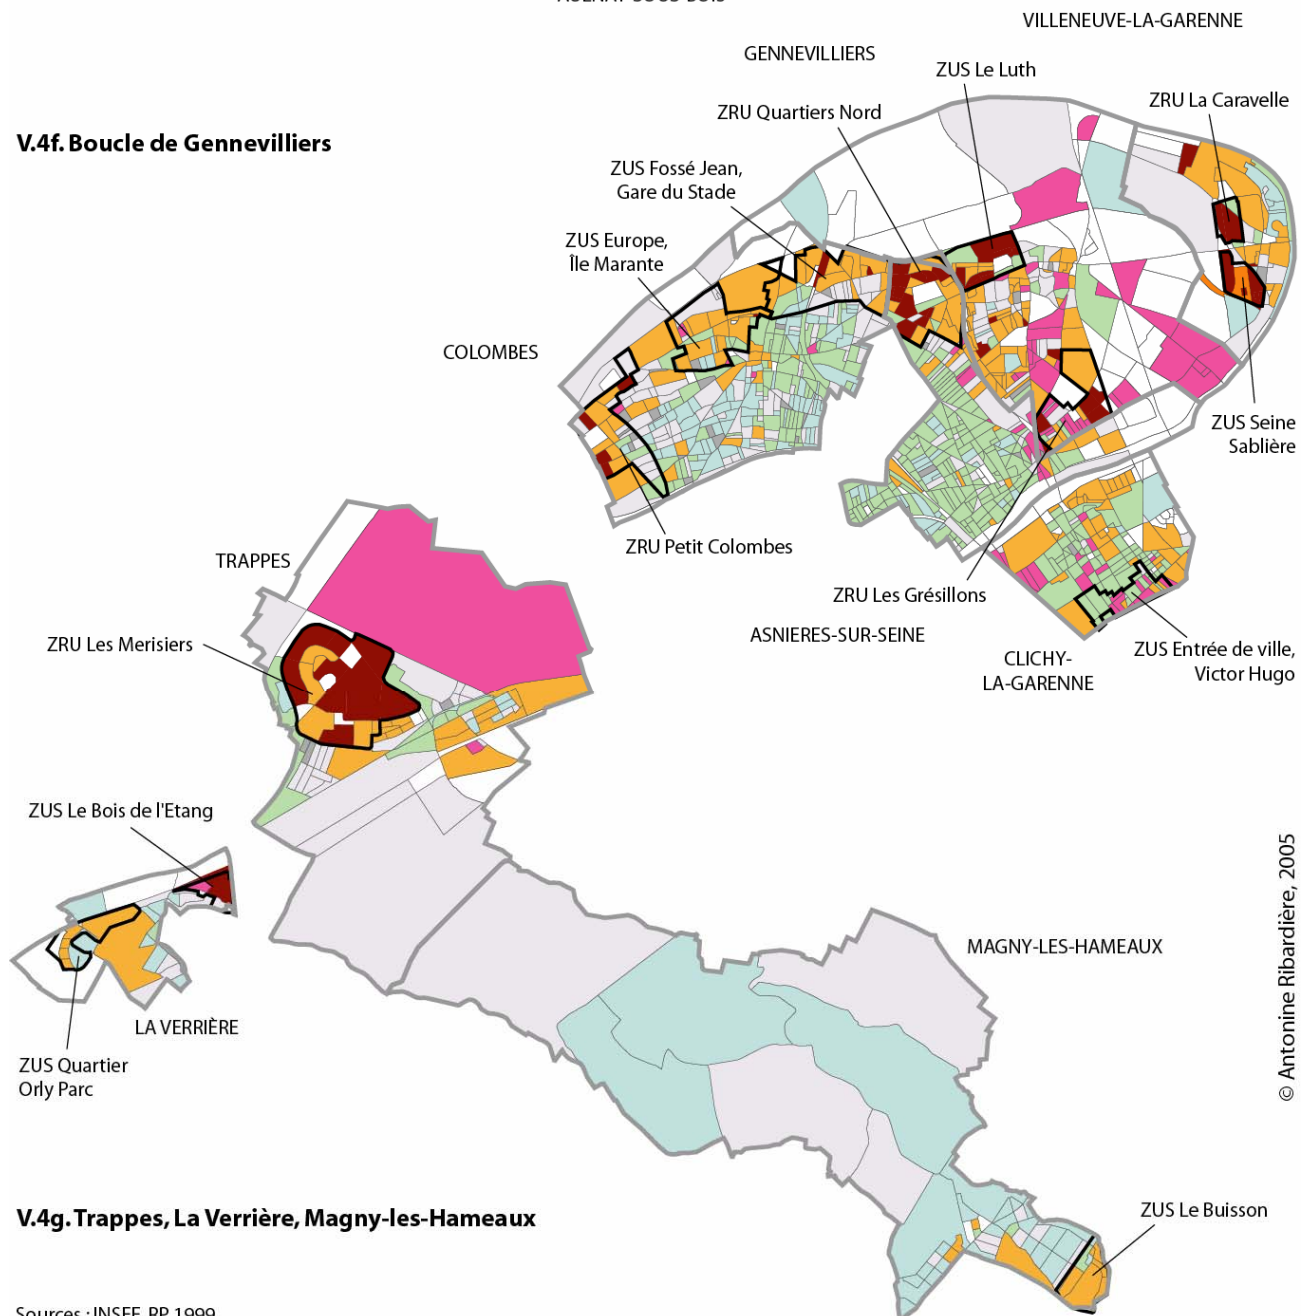 VILLENEUVE-LA-GARENNE
GENNEVILLIERS
ZUS Le Luth
ZRU La Caravelle
ZRU Quartiers Nord
V.4f. Boucle de Gennevilliers
ZUS Fossé Jean,
Gare du Stade
ZUS Europe,
Île Marante
COLOMBES
ZUS Seine
Sablière
ZRU Petit Colombes
TRAPPES
ZRU Les Grésillons
ASNIERES-SUR-SEINE
ZRU Les Merisiers
CLICHY-
LA-GARENNE
ZUS Entrée de ville,
Victor Hugo
ZUS Le Bois de l'Etang
MAGNY-LES-HAMEAUX
LA VERRIÈRE
ZUS Quartier
Orly Parc
© Antonine Ribardière, 2005
V.4g. Trappes, La Verrière, Magny-les-Hameaux
ZUS Le Buisson
Sources : INSEE, RP 1999